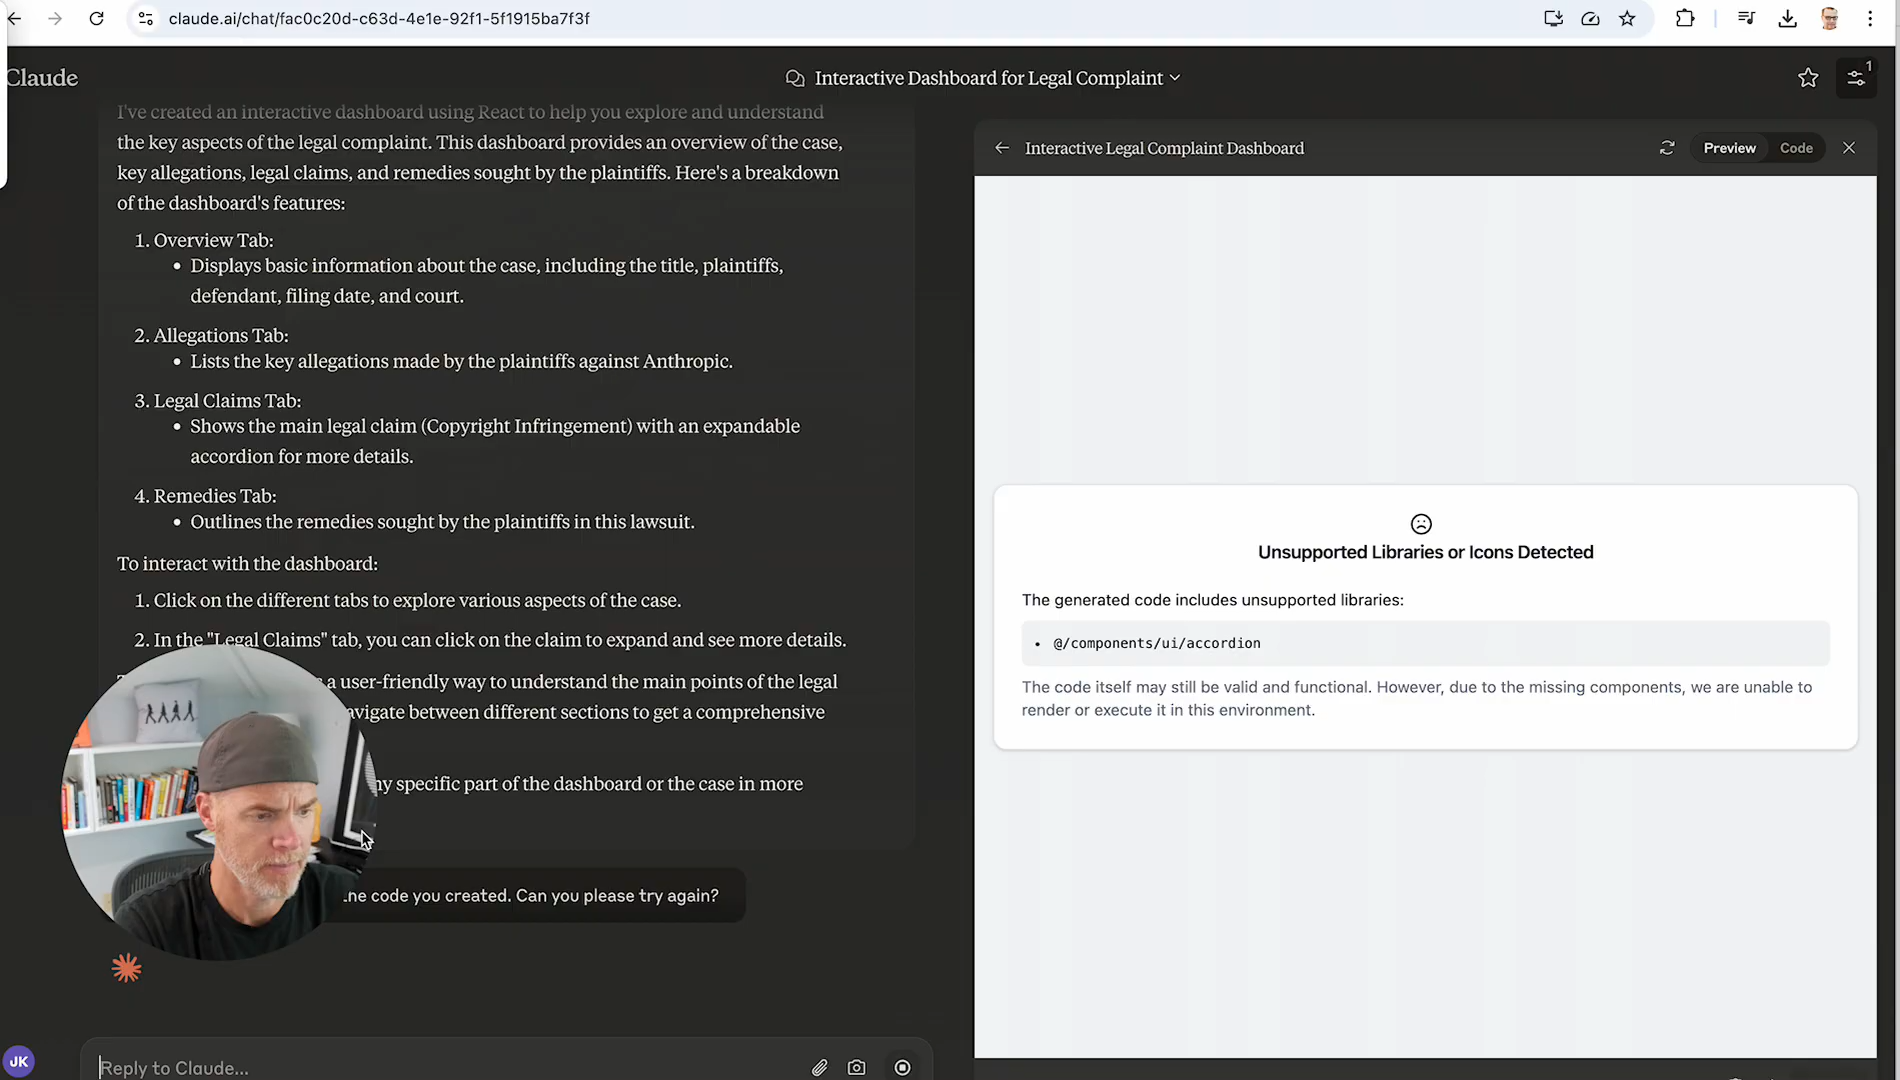 claude.ai/chat/fac0c20d-c63d-4e1e-92f1-5f1915ba7f3f
Claude
Interactive Dashboard for Legal Complaint
1
I've created an interactive dashboard using React to help you explore and understand
the key aspects of the legal complaint. This dashboard provides an overview of the case,
key allegations, legal claims, and remedies sought by the plaintiffs. Here's a breakdown
of the dashboard's features:
1. Overview Tab:
• Displays basic information about the case, including the title, plaintiffs,
defendant, filing date, and court.
2. Allegations Tab:
• Lists the key allegations made by the plaintiffs against Anthropic.
3. Legal Claims Tab:
• Shows the main legal claim (Copyright Infringement) with an expandable
accordion for more details.
4. Remedies Tab:
• Outlines the remedies sought by the plaintiffs in this lawsuit.
To interact with the dashboard:
1. Click on the different tabs to explore various aspects of the case.
2. In the "Legal Claims" tab, you can click on the claim to expand and see more details.
a user-friendly way to understand the main points of the legal
navigate between different sections to get a comprehensive
specific part of the dashboard or the case in more
code you created. Can you please try again?
JK
Reply to Claude...
Interactive Legal Complaint Dashboard
Preview
Code
Unsupported Libraries or Icons Detected
The generated code includes unsupported libraries:
• @/components/ui/accordion
The code itself may still be valid and functional. However, due to the missing components, we are unable to
render or execute it in this environment.